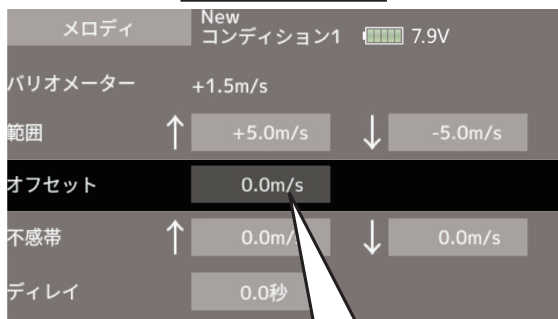 メロディ
New
コンディション1 7.9V
バリオメーター +1.5m/s
範囲 ↑ +5.0m/s ↓ -5.0m/s
オフセット 0.0m/s
不感帯 ↑ 0.0m/s ↓ 0.0m/s
ディレイ 0.0秒